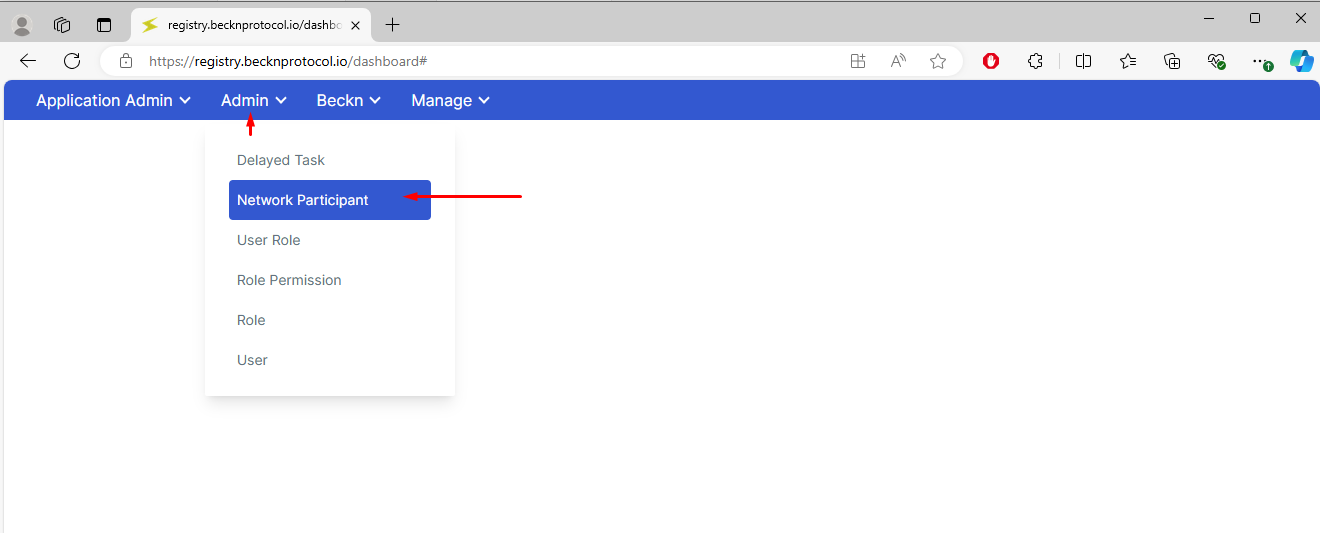 registry.becknprotocol.io/dashbo
https://registry.becknprotocol.io/dashboard#
Application Admin Admin Beckn Manage
Delayed Task
Network Participant
User Role
Role Permission
Role
User